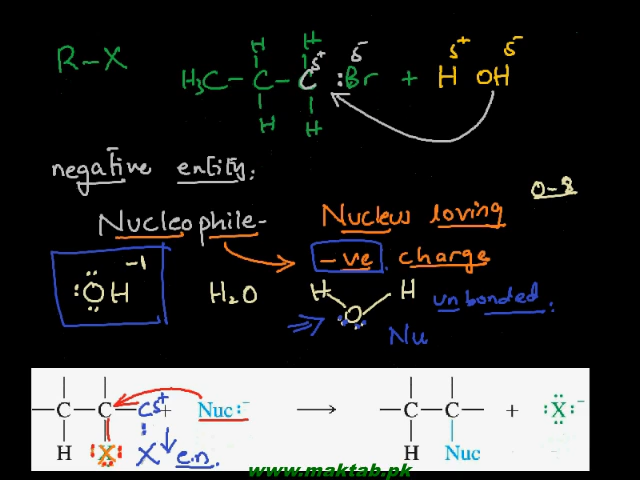 R-X
H H δ+ δ- δ+ δ-
H3C - C - C :Br + H OH
H H
negative entity.
O-8
Nucleophile- Nucleus loving
-ve charge
:ÖH -1 H2O H O H unbonded.
Nu
-C-C-C δ+ + Nuc:- → -C-C- + :X:-
H :X: X e.n. H Nuc
www.maktab.pk